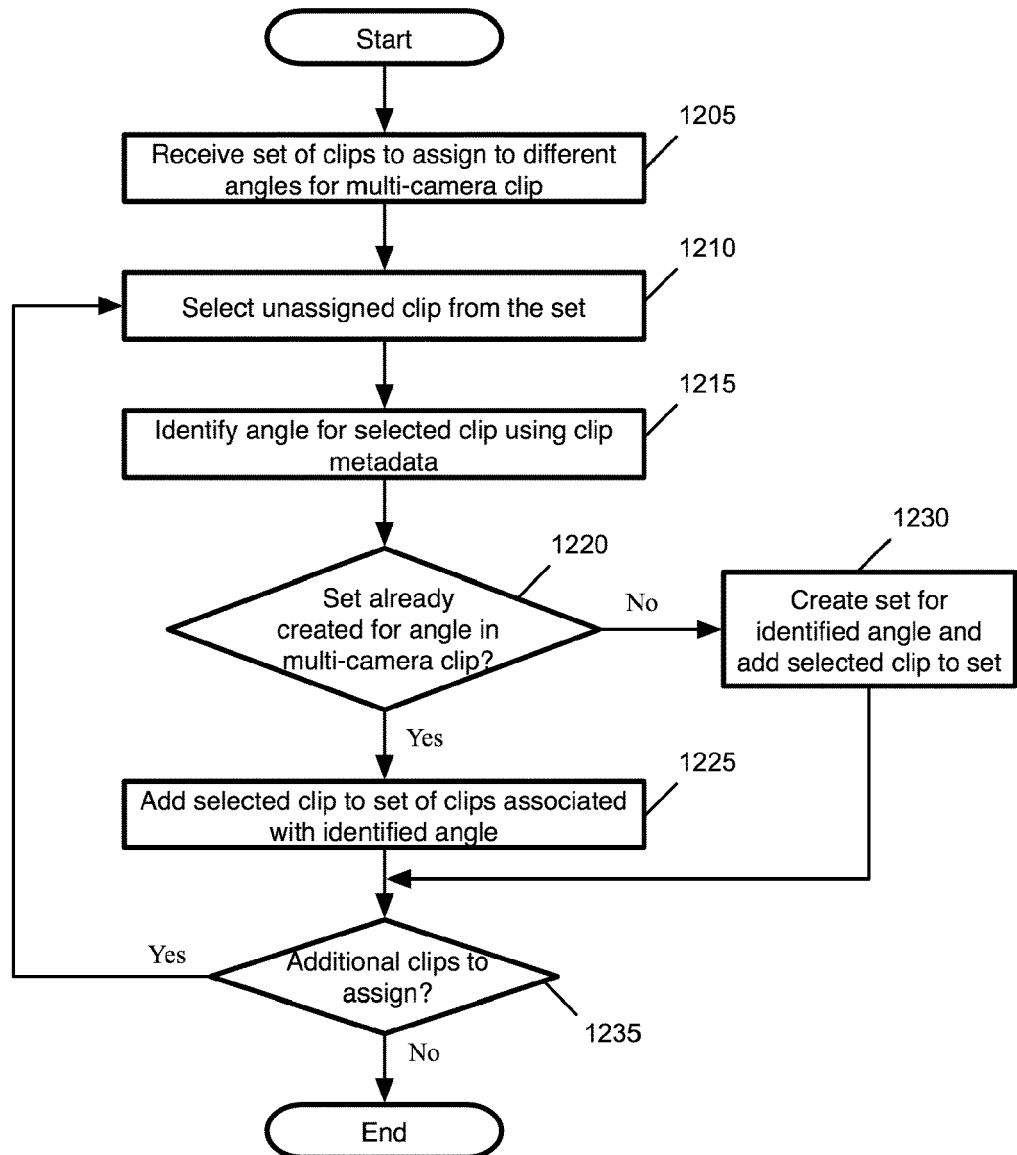 Start
1205
Receive set of clips to assign to different
angles for multi-camera clip
1210
Select unassigned clip from the set
1215
Identify angle for selected clip using clip
metadata
1220
Set already
created for angle in
multi-camera clip?
No
1230
Create set for
identified angle and
add selected clip to set
Yes
1225
Add selected clip to set of clips associated
with identified angle
Yes
Additional clips to
assign?
1235
No
End